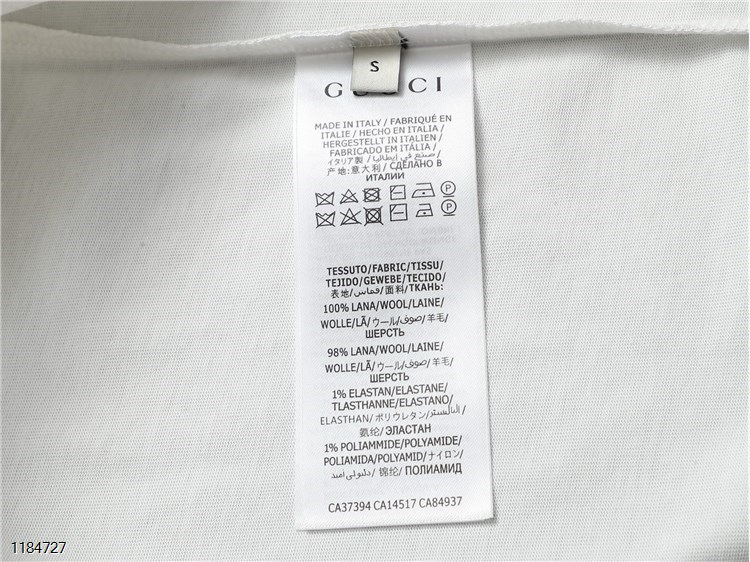 S
GUCCI
MADE IN ITALY / FABRIQUÉ EN
ITALIE / HECHO EN ITALIA /
HERGESTELLT IN ITALIEN /
FABRICADO EM ITÁLIA /
イタリア製 / صنع في إيطاليا /
产地:意大利 / СДЕЛАНО В
ИТАЛИИ
P
P
TESSUTO/FABRIC/TISSU/
TEJIDO/GEWEBE/TECIDO/
表地/قماش/面料/ТКАНЬ:
100% LANA/WOOL/LAINE/
WOLLE/LÃ/ウール/صوف/羊毛/
ШЕРСТЬ
98% LANA/WOOL/LAINE/
WOLLE/LÃ/ウール/صوف/羊毛/
ШЕРСТЬ
1% ELASTAN/ELASTANE/
TLASTHANNE/ELASTANO/
ELASTHAN/ポリウレタン/
氨纶/ЭЛАСТАН
1% POLIAMMIDE/POLYAMIDE/
POLIAMIDA/POLYAMID/ナイロン/
/锦纶/ПОЛИАМИД
CA37394 CA14517 CA84937
1184727